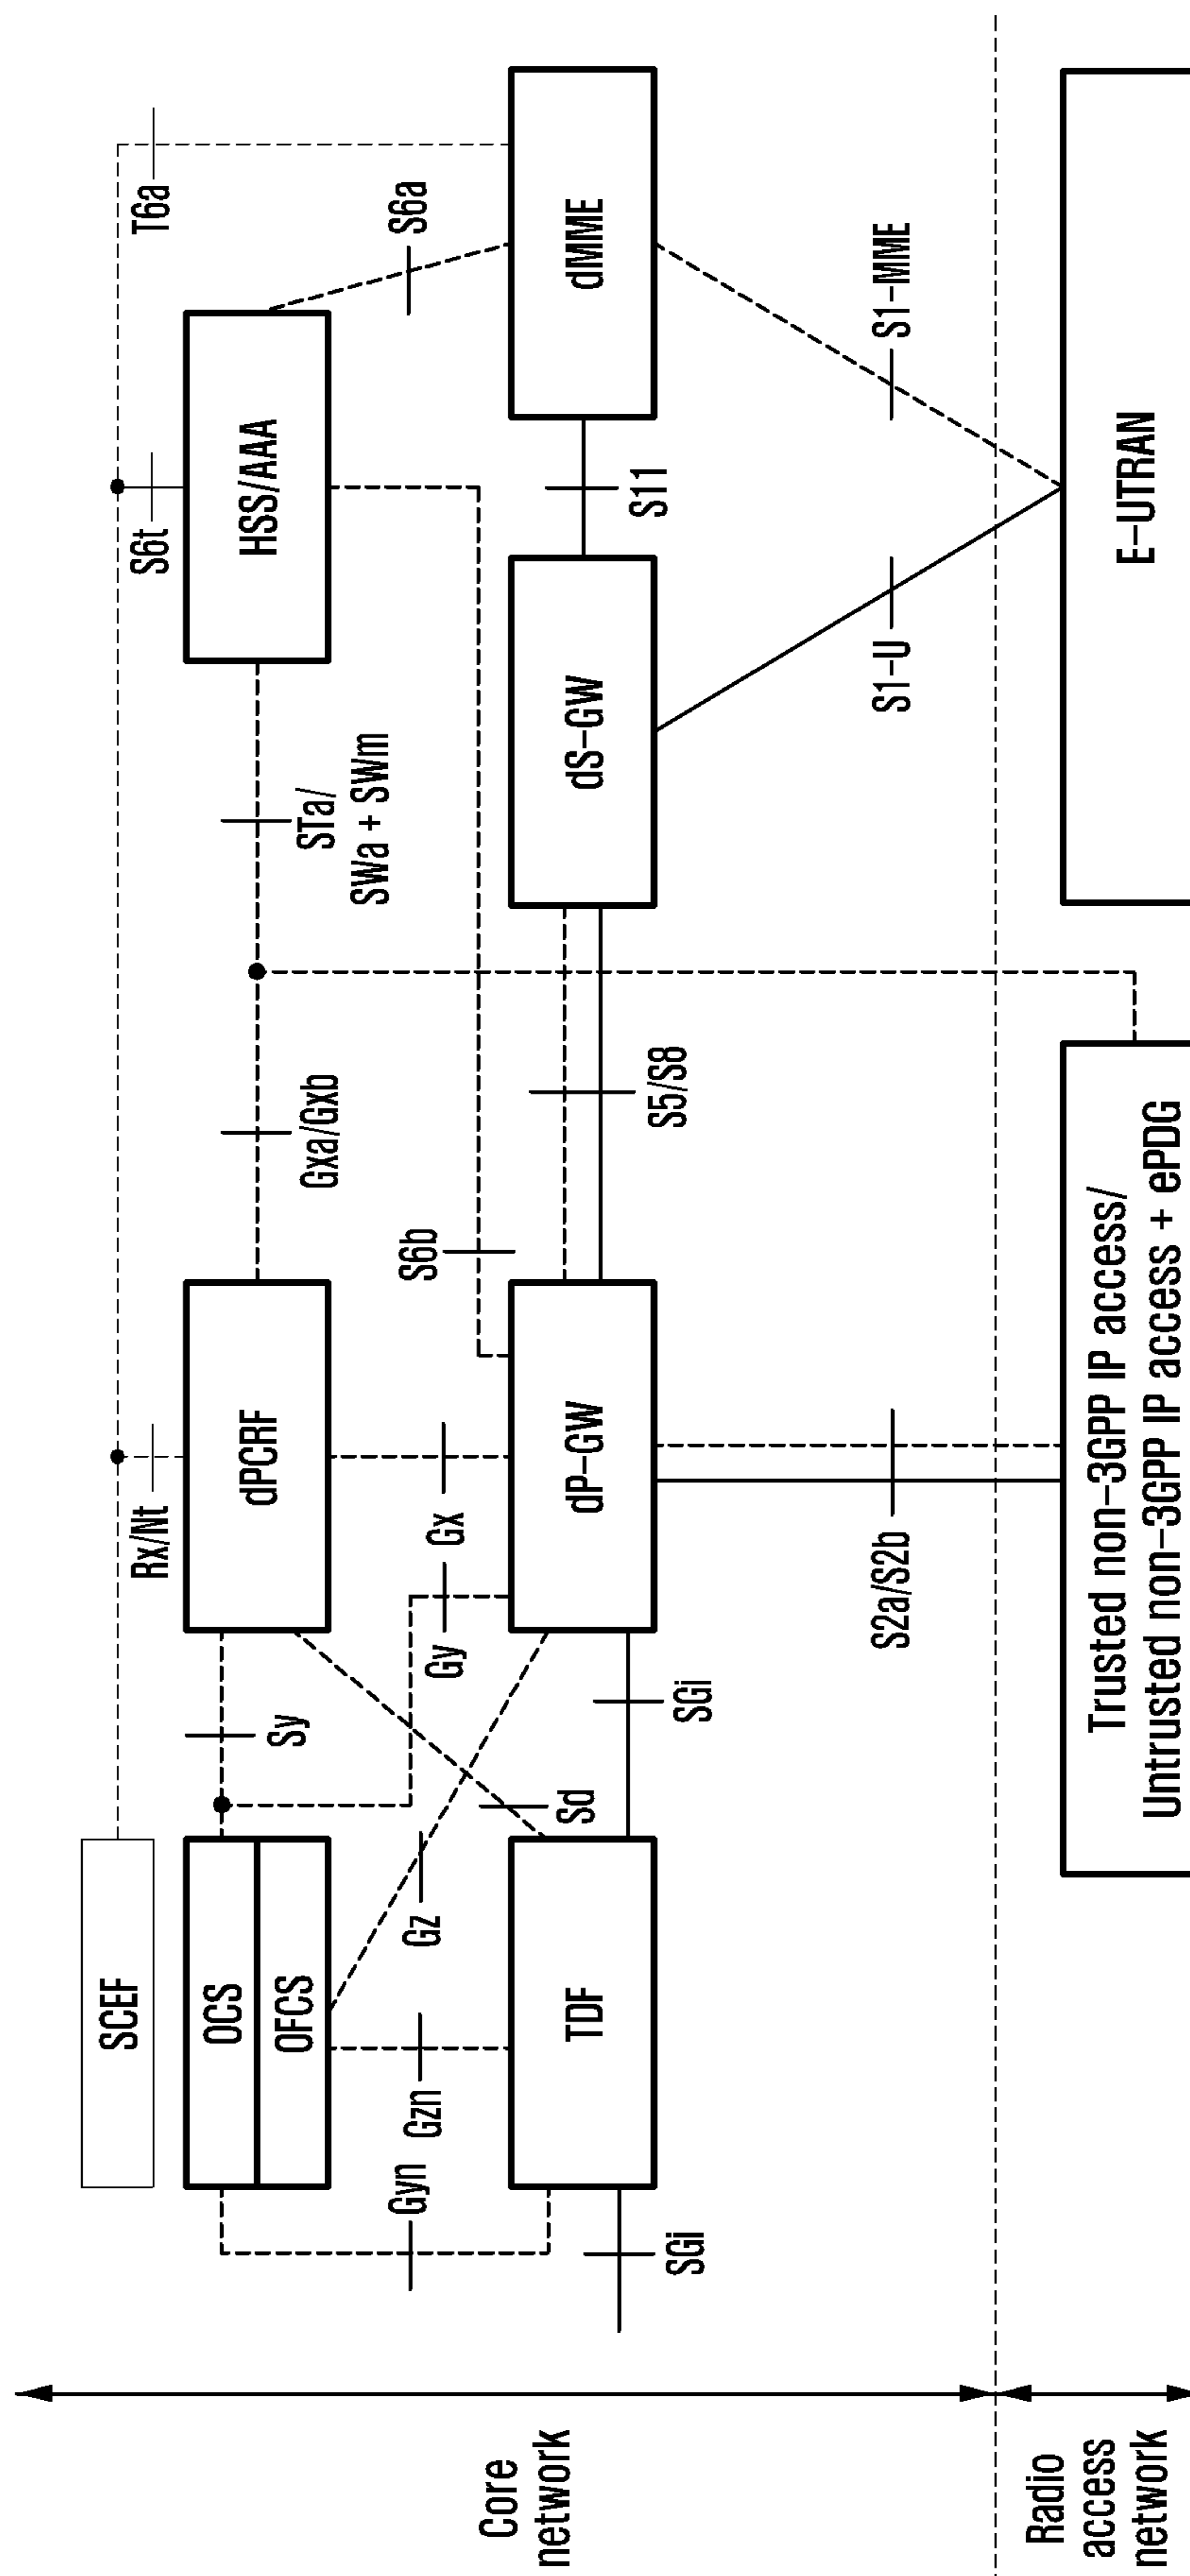 SCEF
Rx/Nt
S6t
T6a
OCS
OFCS
Sy
dPCRF
Gxa/Gxb
STa/
SWa + SWm
HSS/AAA
S6a
Gyn
Gzn
Gz
Sd
Gy
Gx
S6b
TDF
dP-GW
dS-GW
dMME
SGi
SGi
S5/S8
S11
S2a/S2b
S1-U
S1-MME
Core
network
Radio
access
network
Trusted non-3GPP IP access/
Untrusted non-3GPP IP access + ePDG
E-UTRAN